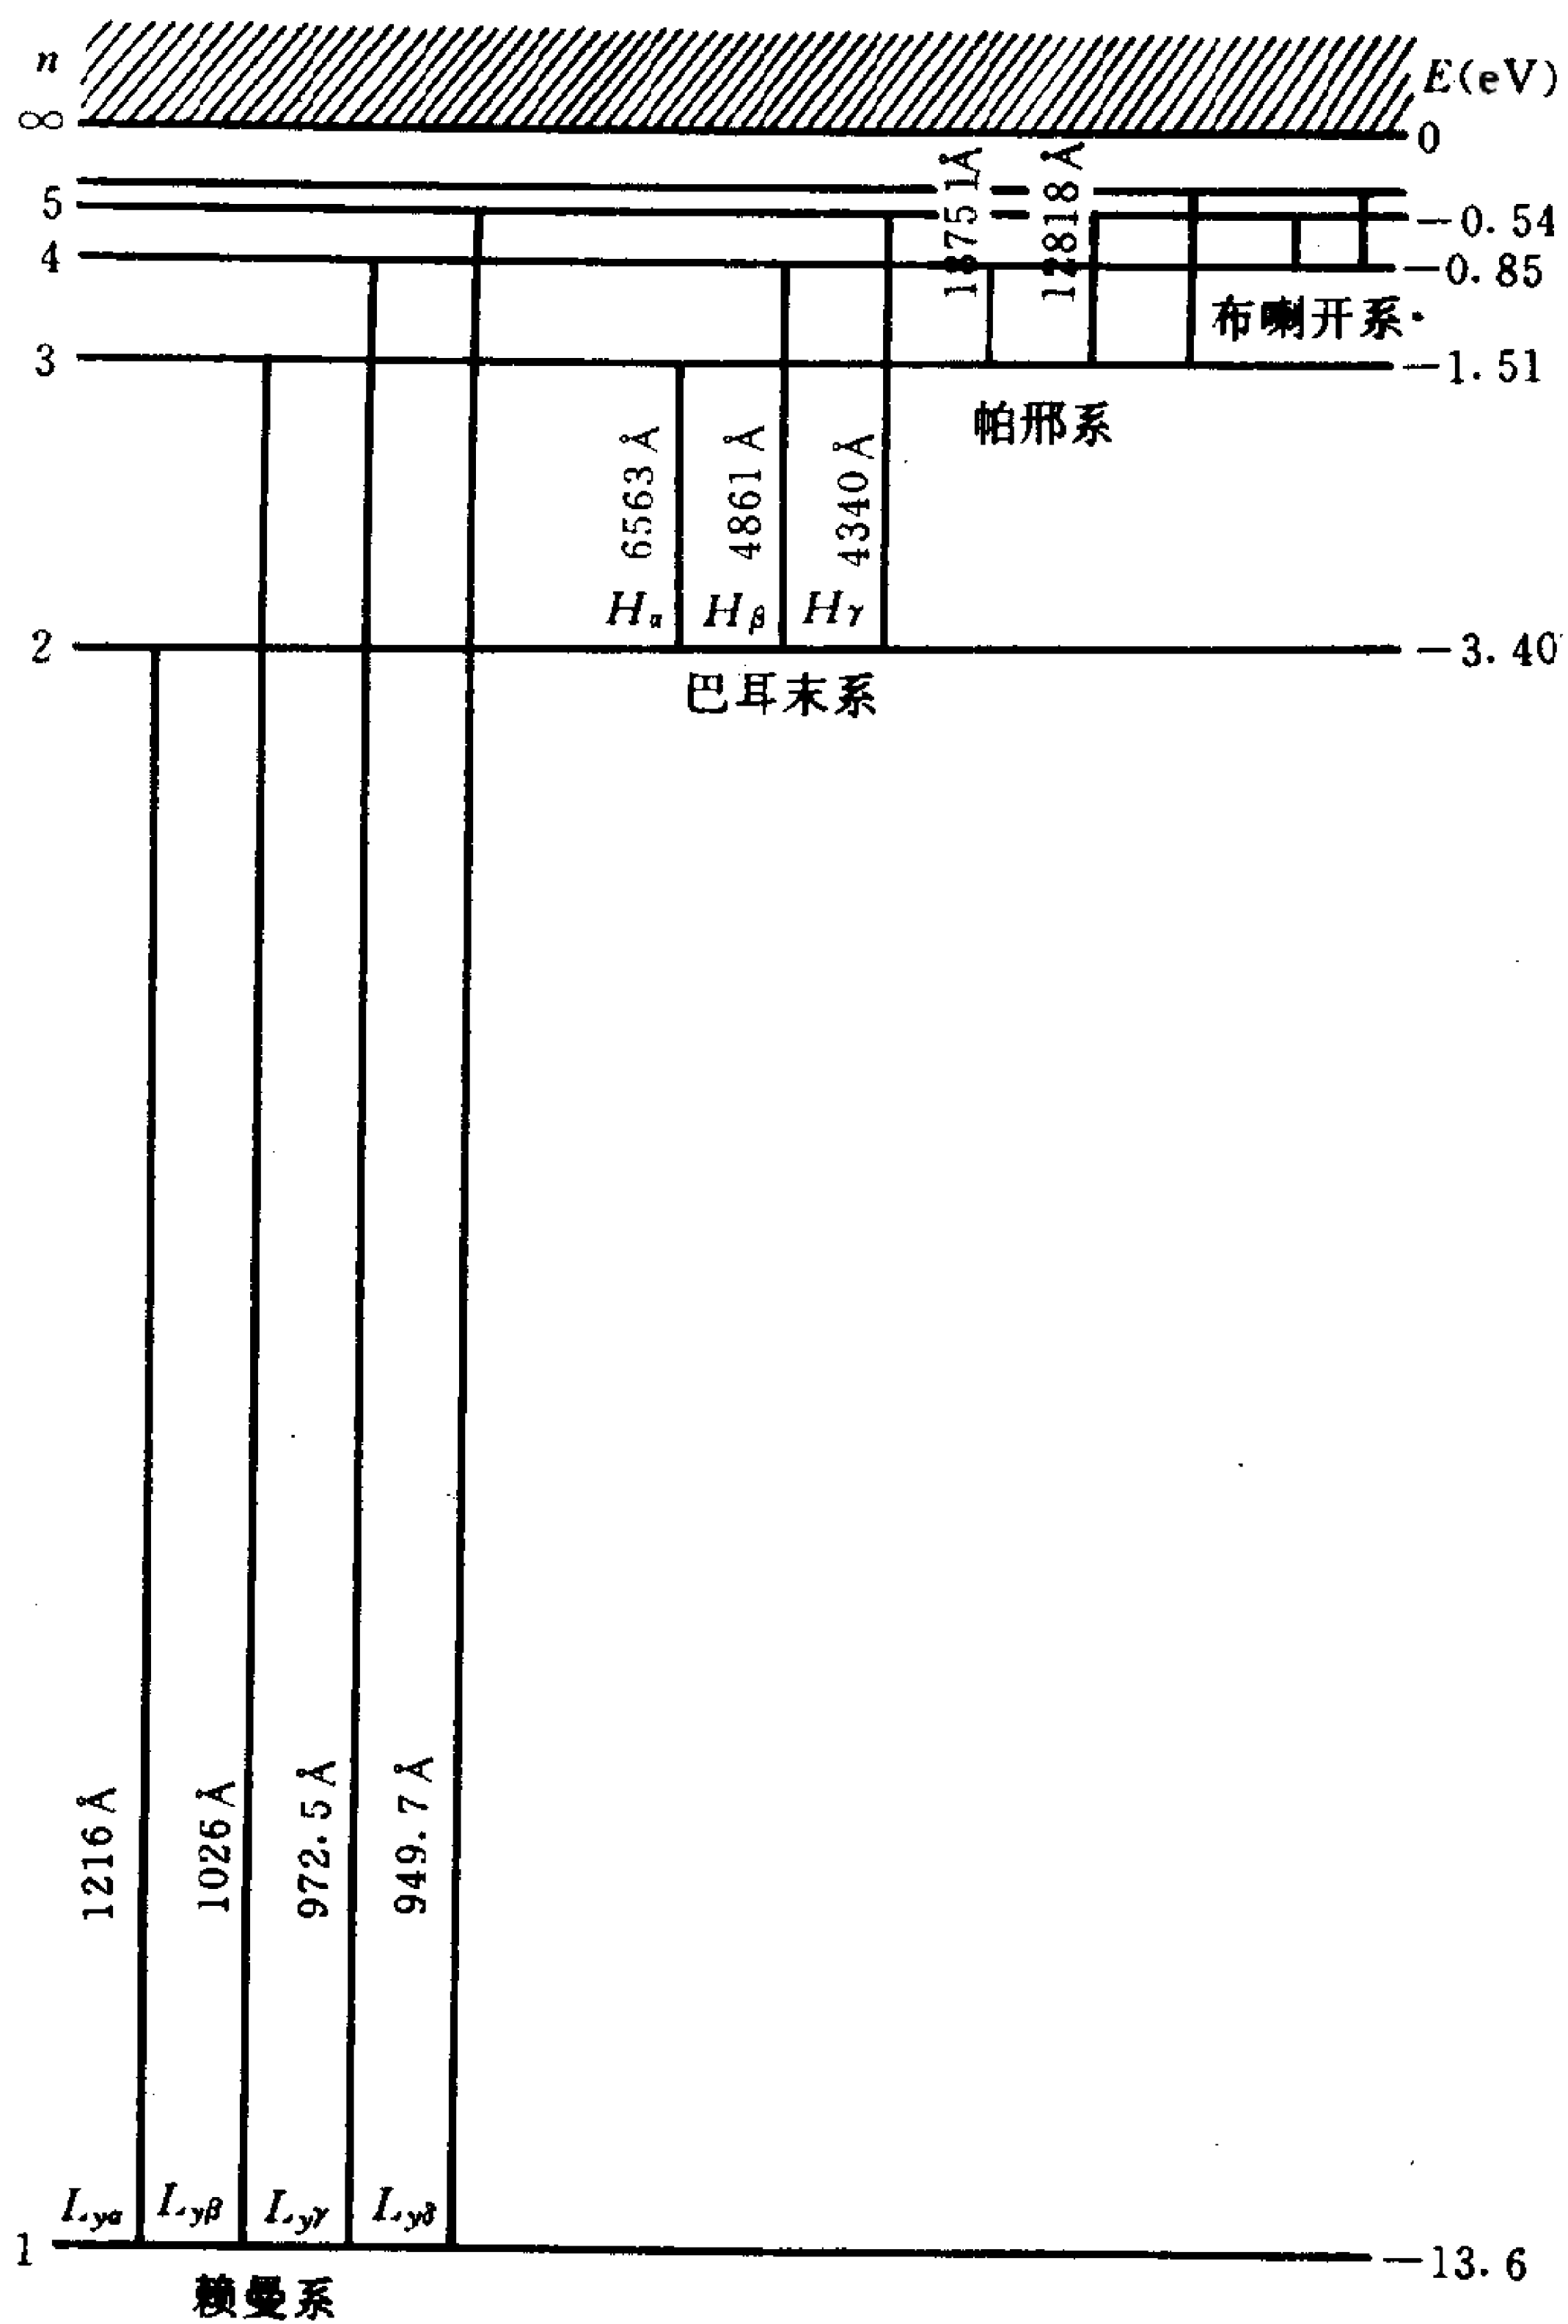 n
E(eV)
∞
0
18751Å
12818Å
5
-0.54
4
-0.85
布喇开系
3
-1.51
帕邢系
6563Å
4861Å
4340Å
Hα
Hβ
Hγ
2
-3.40
巴耳末系
1216Å
1026Å
972.5Å
949.7Å
Lyα
Lyβ
Lyγ
Lyδ
1
-13.6
赖曼系